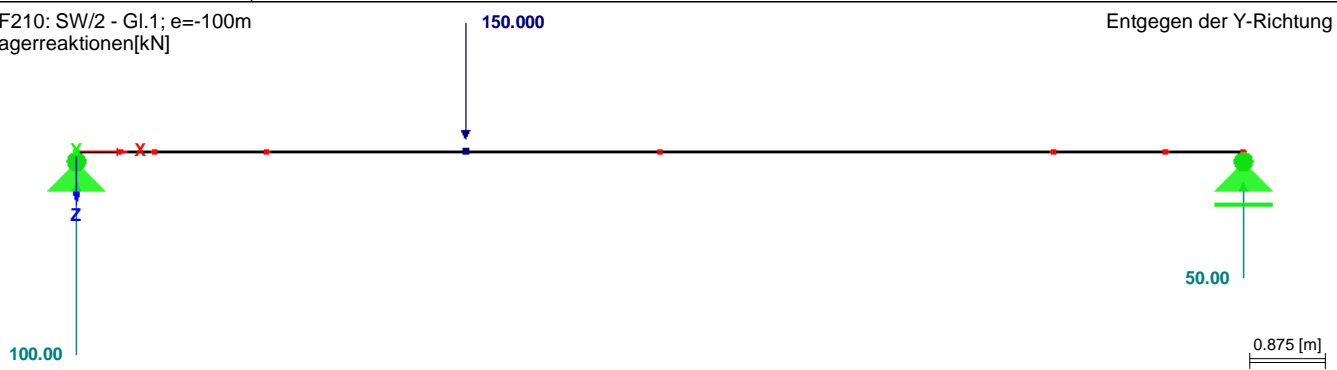 F210: SW/2 - Gl.1; e=-100m
agerreaktionen[kN]
150.000
Entgegen der Y-Richtung
X
Z
50.00
100.00
0.875 [m]